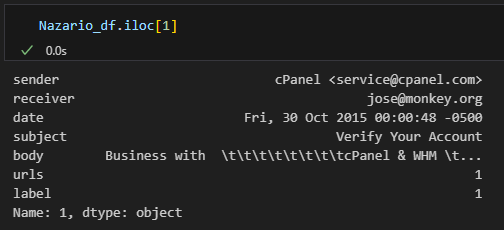 Nazario_df.iloc[1]
✓ 0.0s
sender cPanel <service@cpanel.com>
receiver jose@monkey.org
date Fri, 30 Oct 2015 00:00:48 -0500
subject Verify Your Account
body Business with \t\t\t\t\t\t\t\tcPanel & WHM \t...
urls 1
label 1
Name: 1, dtype: object